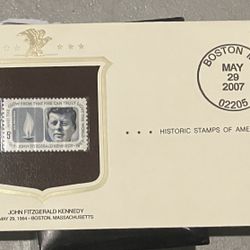 BOSTON M
MAY
29
2007
02205
HISTORIC STAMPS OF AME
JOHN FITZGERALD KENNEDY
MAY 29, 1964 - BOSTON, MASSACHUSETTS